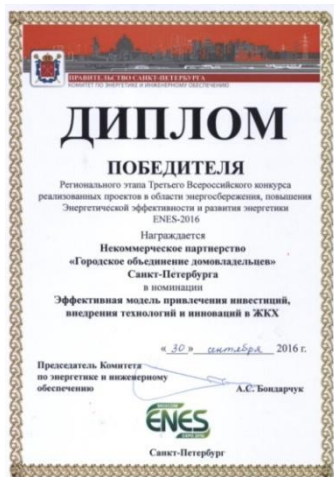 ПРАВИТЕЛЬСТВО САНКТ-ПЕТЕРБУРГА
КОМИТЕТ ПО ЭНЕРГЕТИКЕ И ИНЖЕНЕРНОМУ ОБЕСПЕЧЕНИЮ
ДИПЛОМ
ПОБЕДИТЕЛЯ
Регионального этапа Третьего Всероссийского конкурса
реализованных проектов в области энергосбережения, повышения
Энергетической эффективности и развития энергетики
ENES-2016
Награждается
Некоммерческое партнерство
«Городское объединение домовладельцев»
Санкт-Петербурга
в номинации
Эффективная модель привлечения инвестиций,
внедрения технологий и инноваций в ЖКХ
« 30 » сентября 2016 г.
Председатель Комитета
по энергетике и инженерному
обеспечению А.С. Бондарчук
ENES
Санкт-Петербург